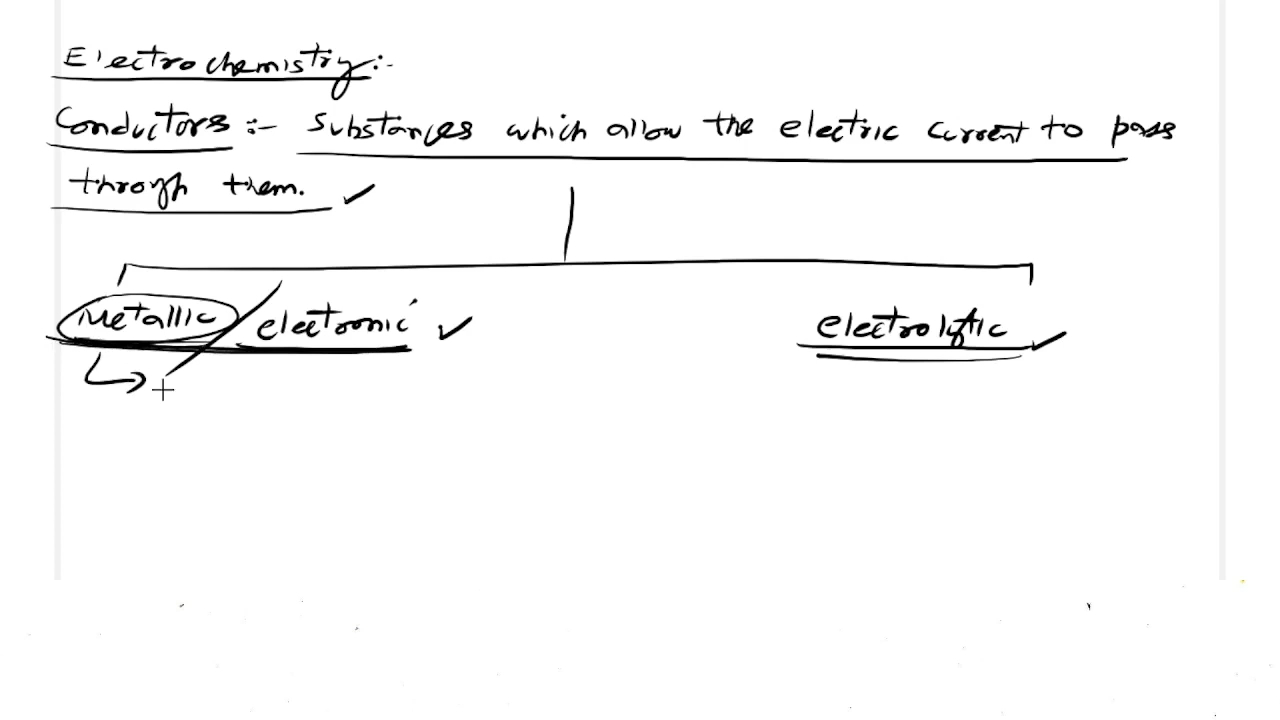 Electrochemistry:-
Conductors :- Substances which allow the electric current to pass
through them. ✓
Metallic / electronic ✓ electrolytic ✓